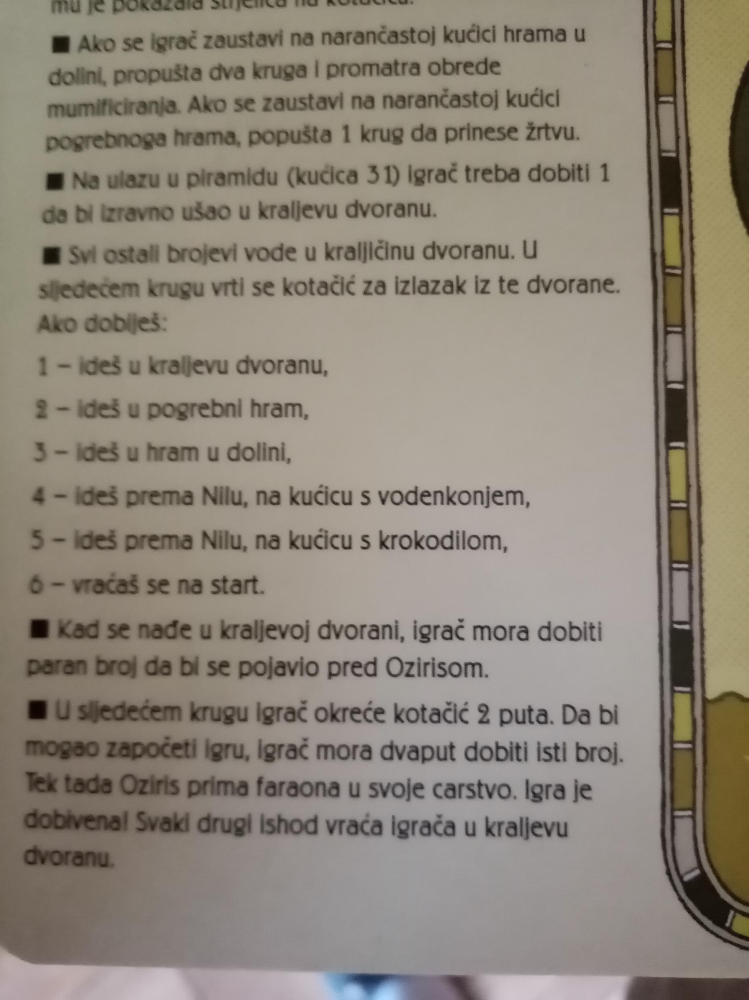 mu je pokazala strjelica na kotačiću.
■ Ako se igrač zaustavi na narančastoj kućici hrama u
dolini, propušta dva kruga i promatra obrede
mumificiranja. Ako se zaustavi na narančastoj kućici
pogrebnoga hrama, popušta 1 krug da prinese žrtvu.
■ Na ulazu u piramidu (kućica 31) igrač treba dobiti 1
da bi izravno ušao u kraljevu dvoranu.
■ Svi ostali brojevi vode u kraljičinu dvoranu. U
sljedećem krugu vrti se kotačić za izlazak iz te dvorane.
Ako dobiješ:
1 – ideš u kraljevu dvoranu,
2 – ideš u pogrebni hram,
3 – ideš u hram u dolini,
4 – ideš prema Nilu, na kućicu s vodenkonjem,
5 – ideš prema Nilu, na kućicu s krokodilom,
6 – vraćaš se na start.
■ Kad se nađe u kraljevoj dvorani, igrač mora dobiti
paran broj da bi se pojavio pred Ozirisom.
■ U sljedećem krugu igrač okreće kotačić 2 puta. Da bi
mogao započeti igru, igrač mora dvaput dobiti isti broj.
Tek tada Oziris prima faraona u svoje carstvo. Igra je
dobivena! Svaki drugi ishod vraća igrača u kraljevu
dvoranu.